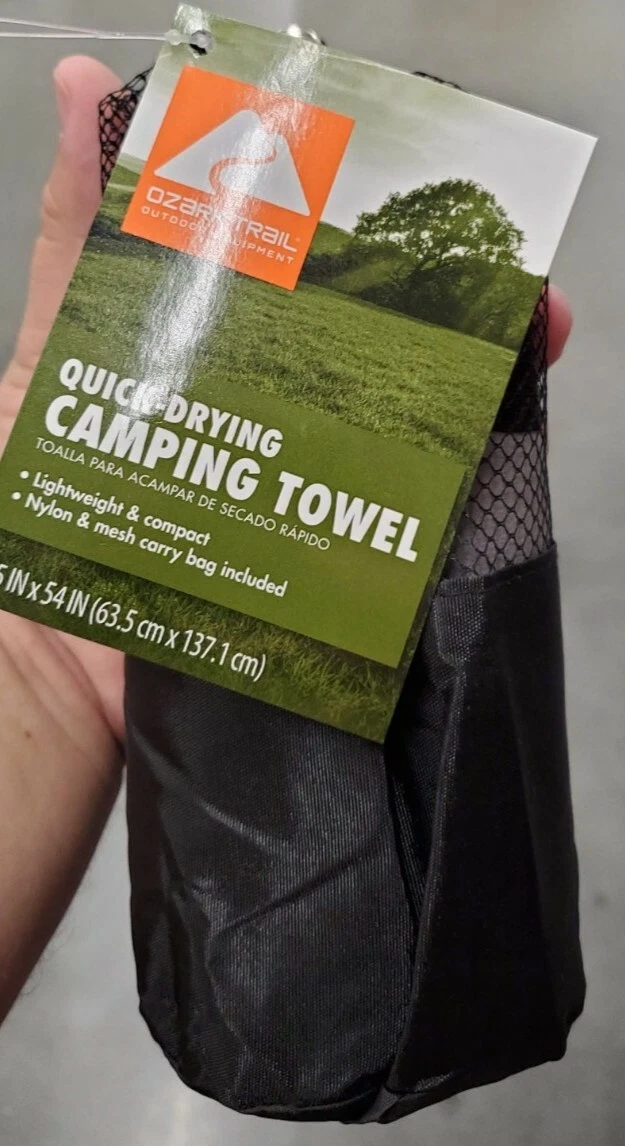 OZARK TRAIL
OUTDOOR EQUIPMENT
QUICK-DRYING
CAMPING TOWEL
TOALLA PARA ACAMPAR DE SECADO RÁPIDO
• Lightweight & compact
• Nylon & mesh carry bag included
5 IN x 54 IN (63.5 cm x 137.1 cm)